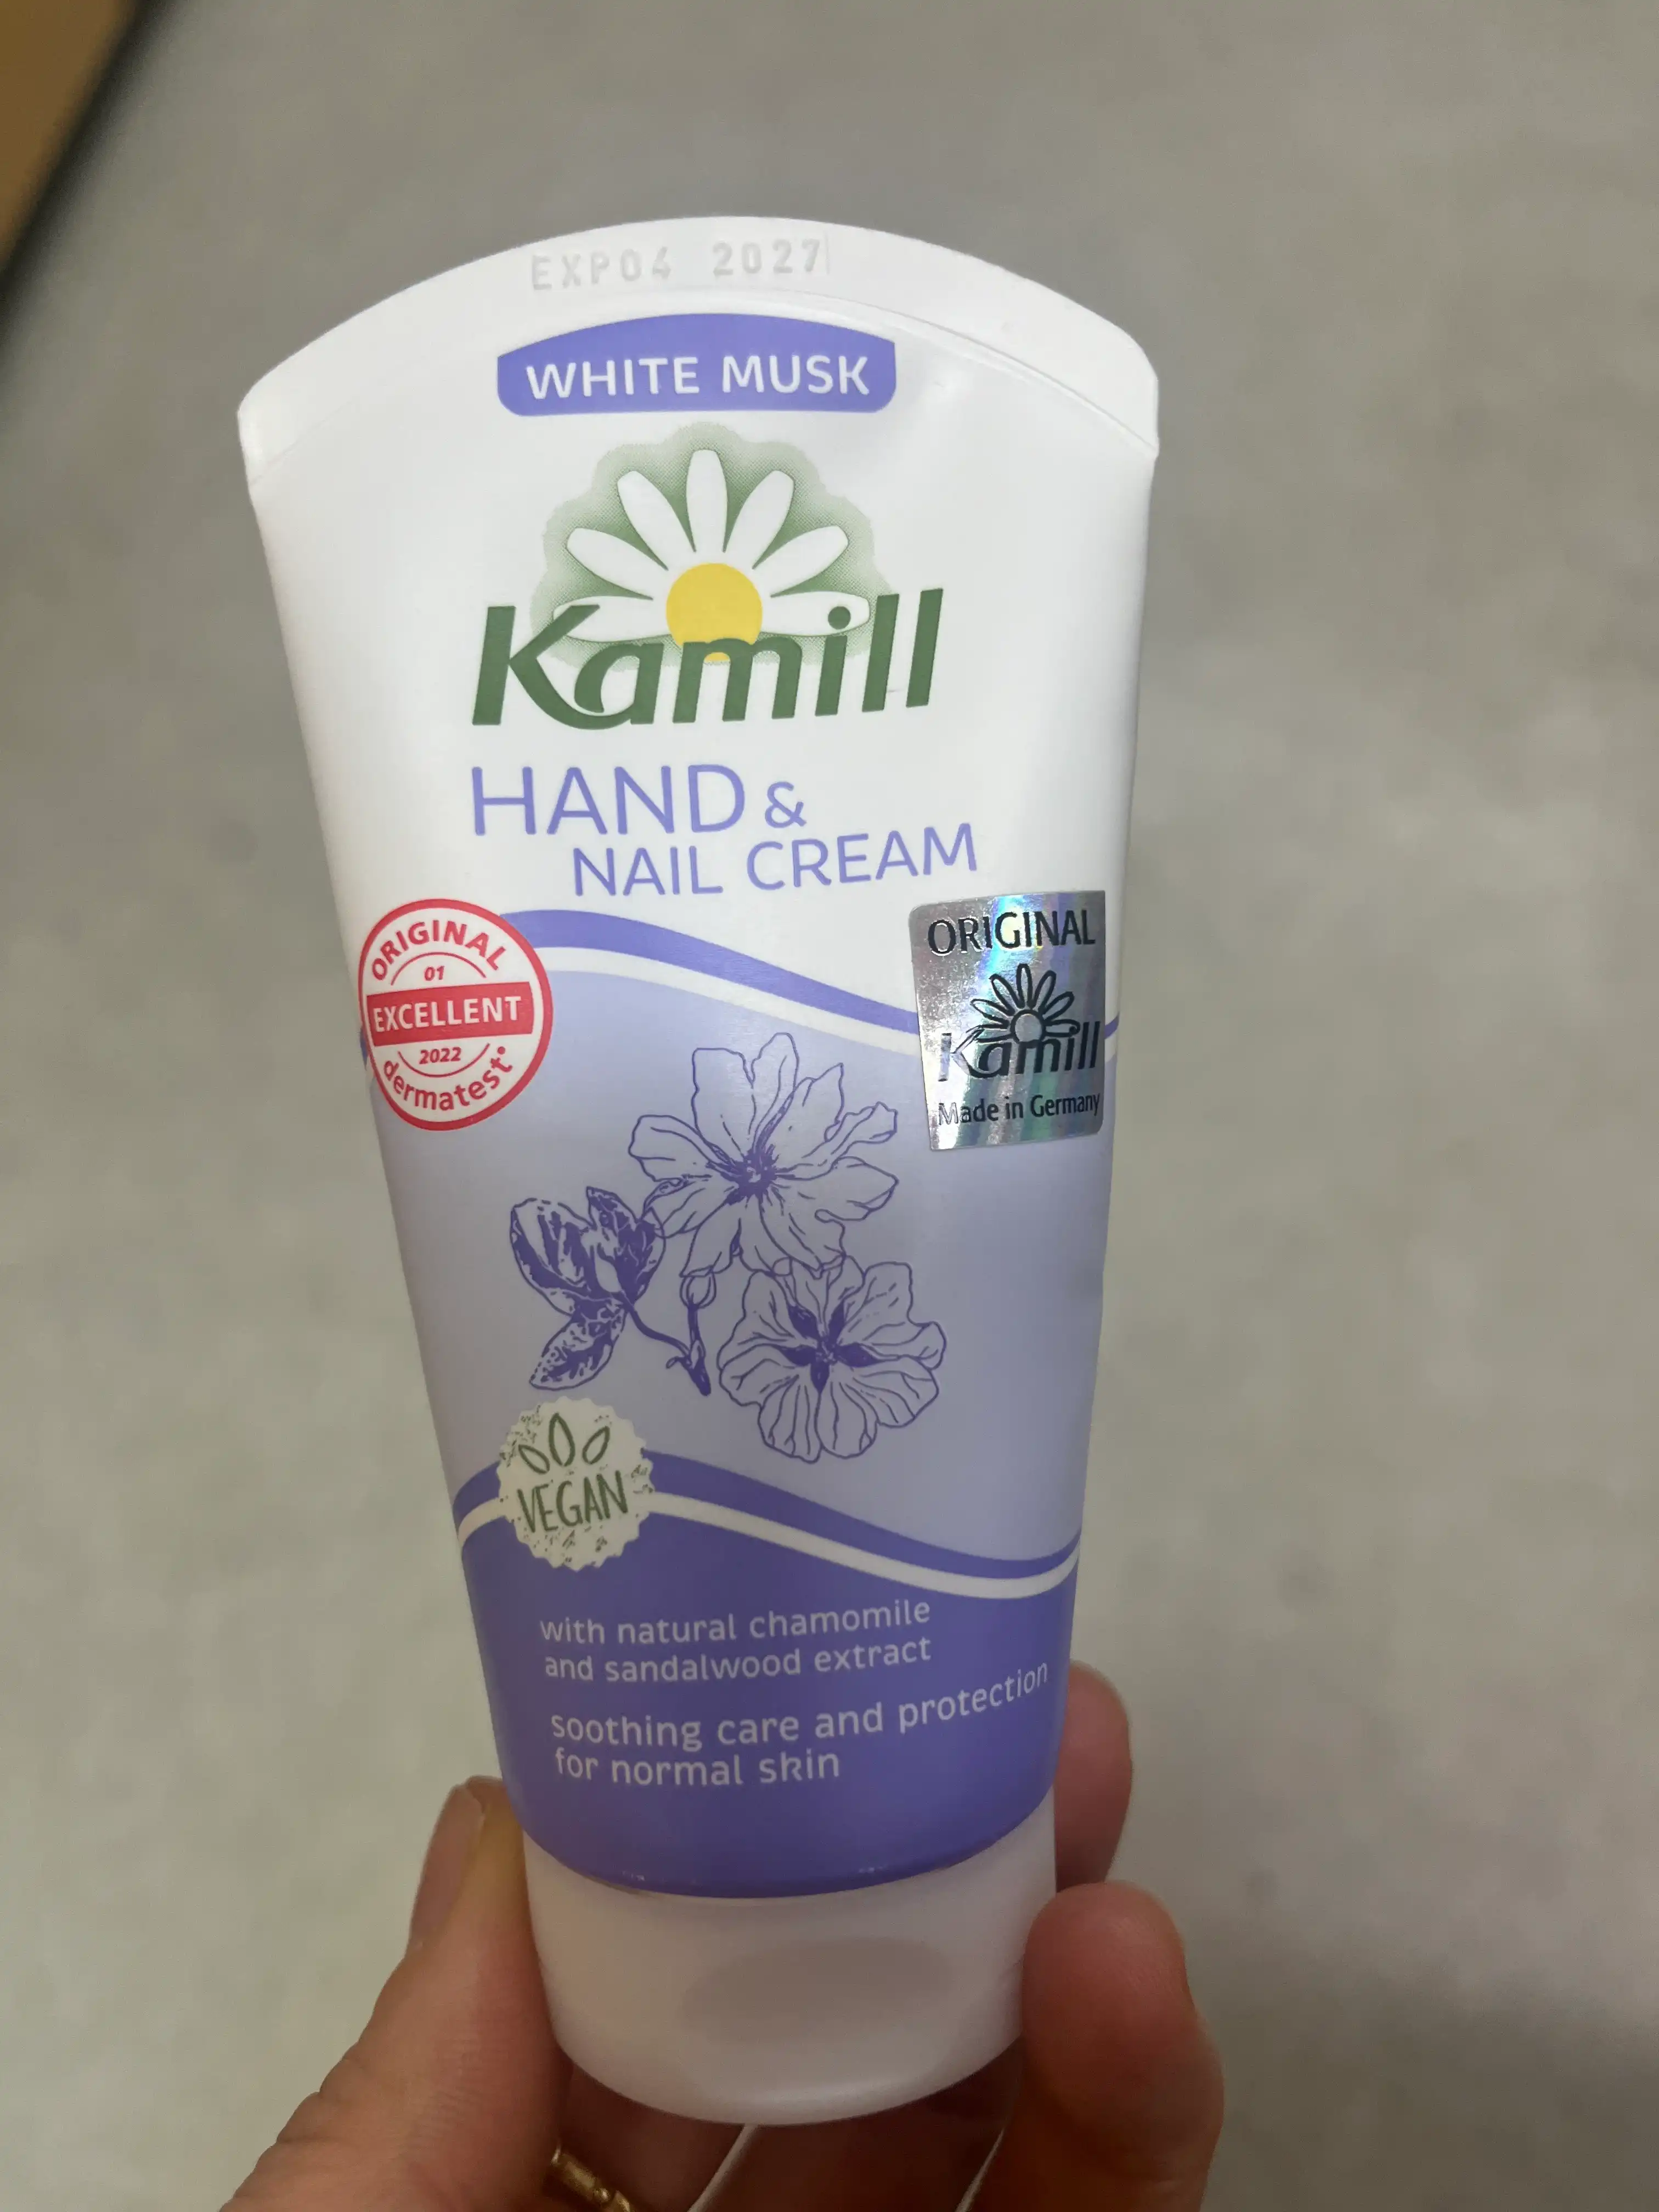 EXP04 2027
WHITE MUSK
Kamill
HAND &
NAIL CREAM
ORIGINAL
01
EXCELLENT
2022
dermatest®
ORIGINAL
Kamill
Made in Germany
VEGAN
with natural chamomile
and sandalwood extract
soothing care and protection
for normal skin